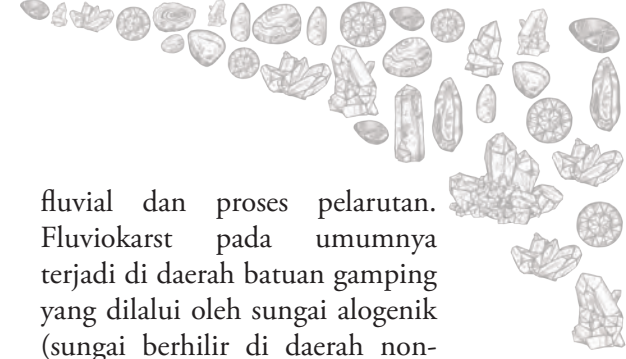 fluvial dan proses pelarutan.
Fluviokarst pada umumnya
terjadi di daerah batuan gamping
yang dilalui oleh sungai alogenik
(sungai berhilir di daerah non-